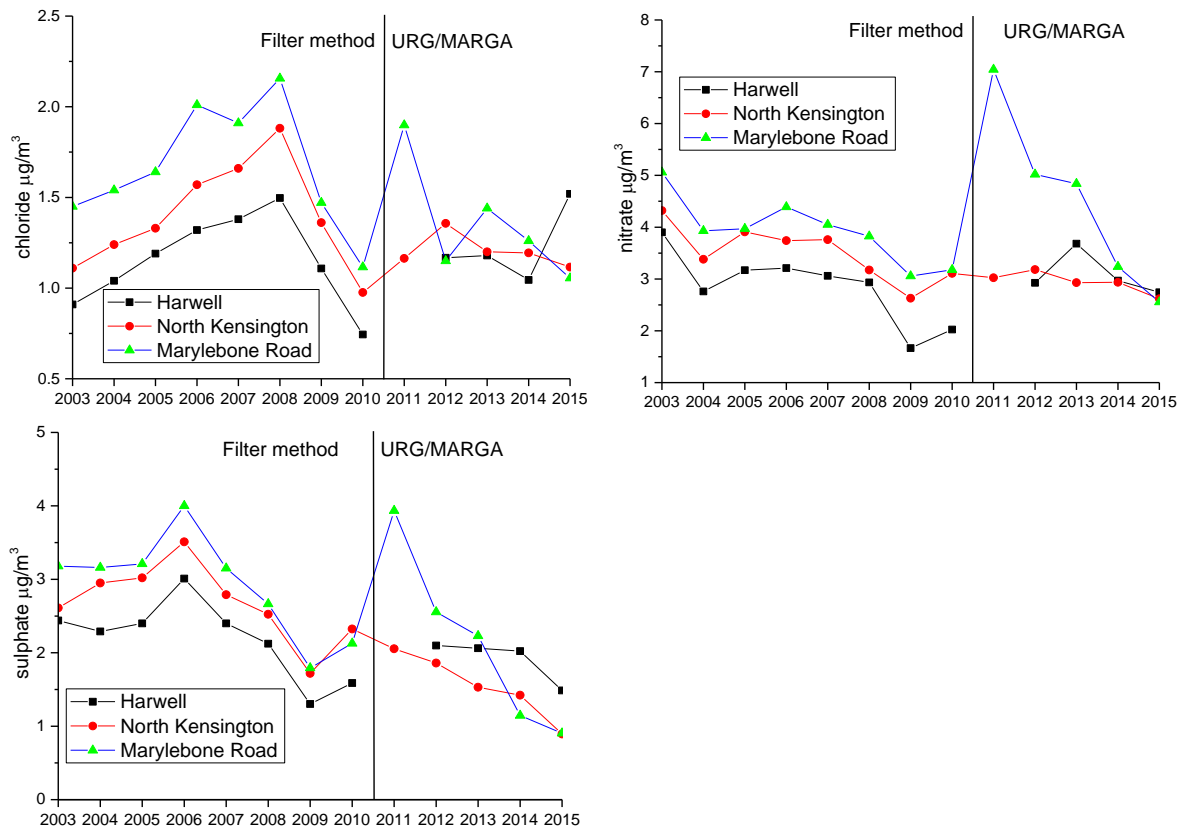 Filter method URG/MARGA
chloride μg/m³
2.5
2.0
1.5
1.0
0.5
Harwell
North Kensington
Marylebone Road
2003 2004 2005 2006 2007 2008 2009 2010 2011 2012 2013 2014 2015
Filter method URG/MARGA
nitrate μg/m³
8
7
6
5
4
3
2
1
Harwell
North Kensington
Marylebone Road
2003 2004 2005 2006 2007 2008 2009 2010 2011 2012 2013 2014 2015
Filter method URG/MARGA
sulphate μg/m³
5
4
3
2
1
0
Harwell
North Kensington
Marylebone Road
2003 2004 2005 2006 2007 2008 2009 2010 2011 2012 2013 2014 2015